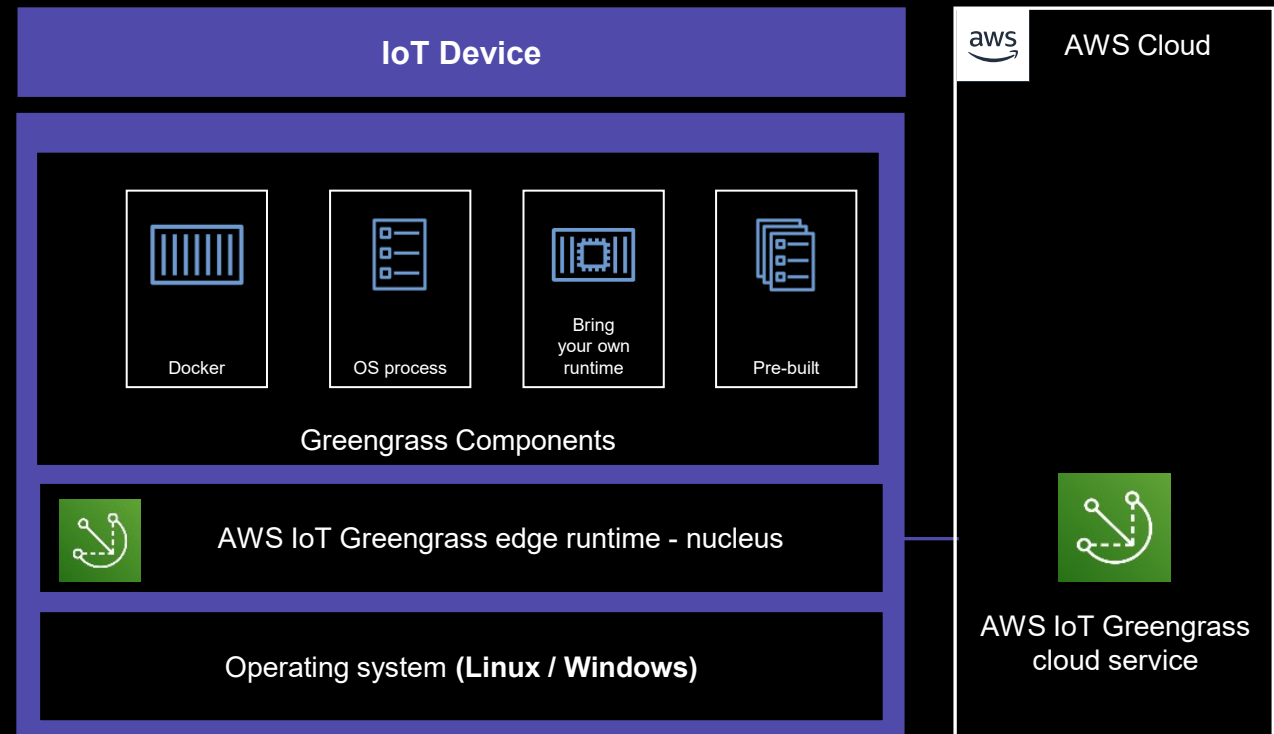 IoT Device
aws
AWS Cloud
Docker
OS process
Bring
your own
runtime
Pre-built
Greengrass Components
AWS IoT Greengrass edge runtime - nucleus
Operating system (Linux / Windows)
AWS IoT Greengrass
cloud service